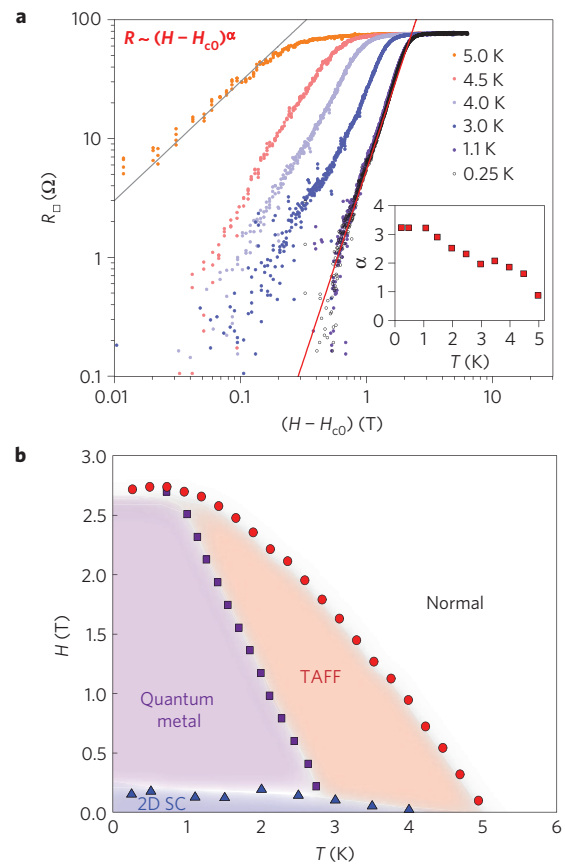 a
R ~ (H – Hc0)^α
100
10
1
0.1
R□ (Ω)
5.0 K
4.5 K
4.0 K
3.0 K
1.1 K
0.25 K
4
3
2
1
0
α
0 1 2 3 4 5
T (K)
0.01 0.1 1 10
(H – Hc0) (T)
b
3.0
2.5
2.0
1.5
1.0
0.5
0.0
H (T)
Normal
TAFF
Quantum
metal
2D SC
0 1 2 3 4 5 6
T (K)